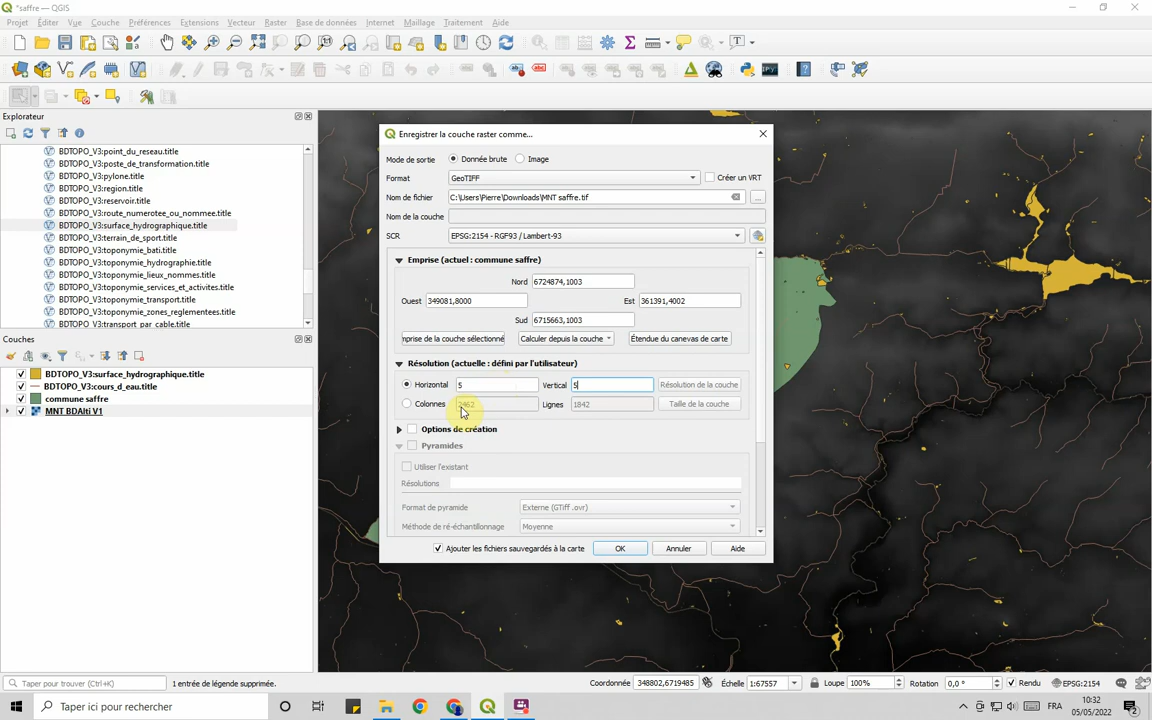 *saffre — QGIS
Projet Éditer Vue Couche Préférences Extensions Vecteur Raster Base de données Internet Maillage Traitement Aide
Explorateur
BDTOPO_V3:point_du_reseau.title
BDTOPO_V3:poste_de_transformation.title
BDTOPO_V3:pylone.title
BDTOPO_V3:region.title
BDTOPO_V3:reservoir.title
BDTOPO_V3:route_numerotee_ou_nommee.title
BDTOPO_V3:surface_hydrographique.title
BDTOPO_V3:terrain_de_sport.title
BDTOPO_V3:toponymie_bati.title
BDTOPO_V3:toponymie_hydrographie.title
BDTOPO_V3:toponymie_lieux_nommes.title
BDTOPO_V3:toponymie_services_et_activites.title
BDTOPO_V3:toponymie_transport.title
BDTOPO_V3:toponymie_zones_reglementees.title
BDTOPO_V3:transport_par_cable.title
Couches
BDTOPO_V3:surface_hydrographique.title
BDTOPO_V3:cours_d_eau.title
commune saffre
MNT BDAlti V1
Enregistrer la couche raster comme...
Mode de sortie Donnée brute Image
Format GeoTIFF Créer un VRT
Nom de fichier C:\Users\Pierre\Downloads\MNT saffre.tif ...
Nom de la couche
SCR EPSG:2154 - RGF93 / Lambert-93
Emprise (actuel : commune saffre)
Nord 6724874,1003
Ouest 349081,8000 Est 361391,4002
Sud 6715663,1003
mprise de la couche sélectionné Calculer depuis la couche Étendue du canevas de carte
Résolution (actuelle : défini par l'utilisateur)
Horizontal 5 Vertical 5 Résolution de la couche
Colonnes 2462 Lignes 1842 Taille de la couche
Options de création
Pyramides
Utiliser l'existant
Résolutions
Format de pyramide Externe (GTiff .ovr)
Méthode de ré-échantillonnage Moyenne
Ajouter les fichiers sauvegardés à la carte OK Annuler Aide
Taper pour trouver (Ctrl+K) 1 entrée de légende supprimée. Coordonnée 348802,6719485 Échelle 1:67557 Loupe 100% Rotation 0,0 ° Rendu EPSG:2154
Taper ici pour rechercher FRA 10:32
05/05/2022